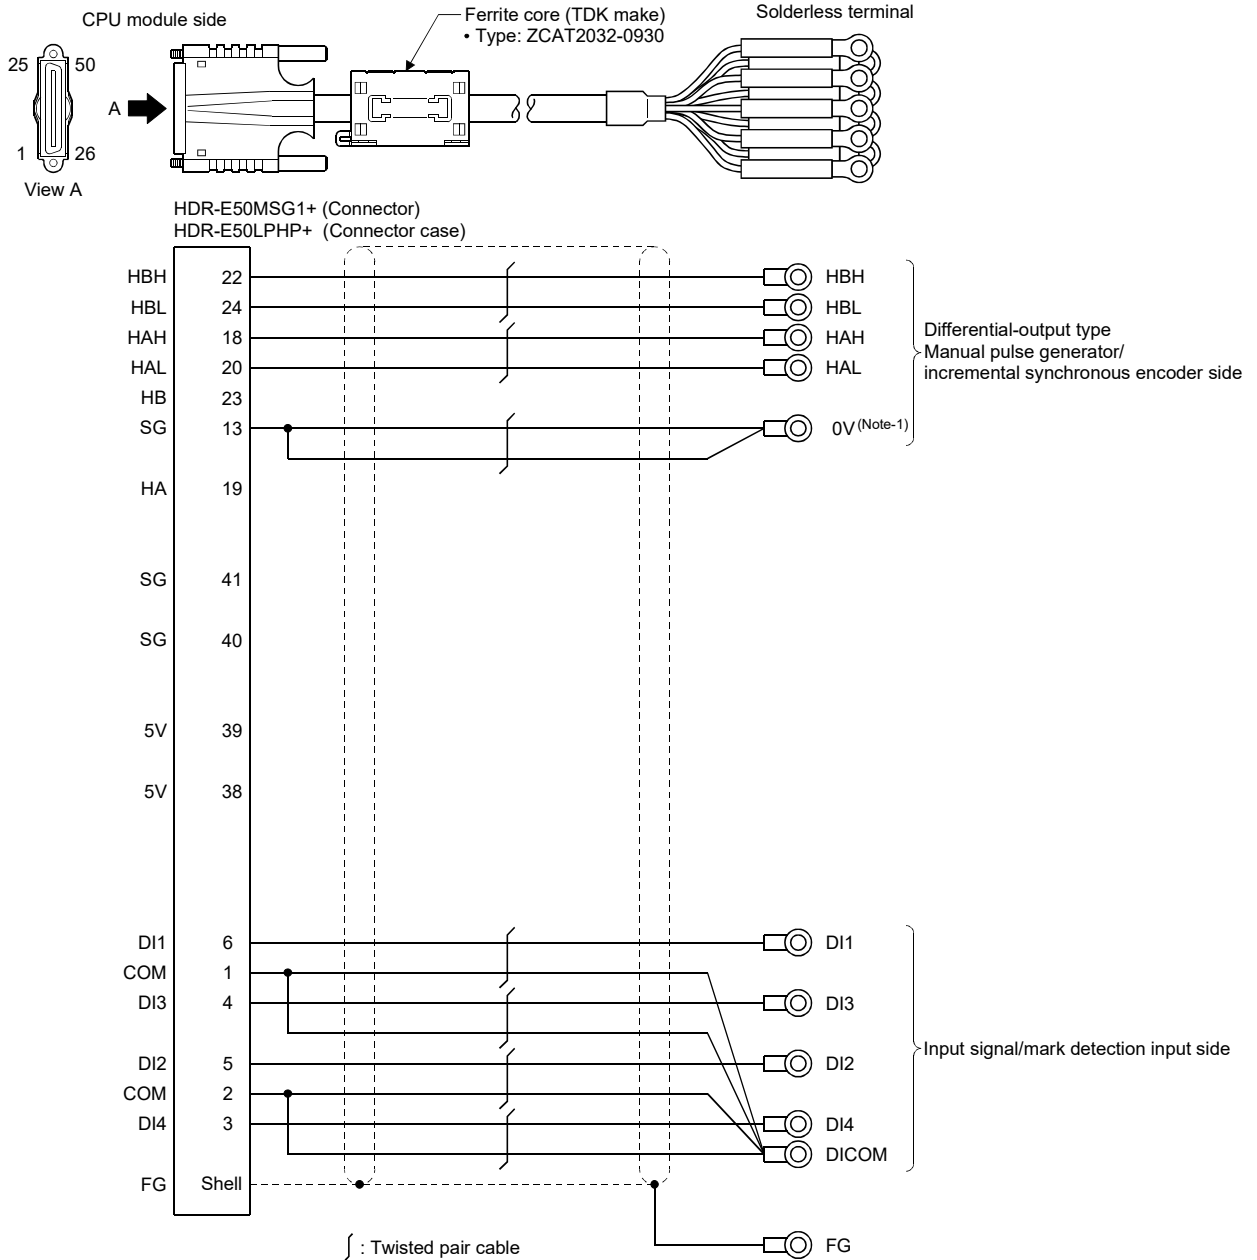 CPU module side
Ferrite core (TDK make)
• Type: ZCAT2032-0930
Solderless terminal
25 50
A
1 26
View A
HDR-E50MSG1+ (Connector)
HDR-E50LPHP+ (Connector case)
HBH 22 HBH
HBL 24 HBL
HAH 18 HAH
HAL 20 HAL
Differential-output type
Manual pulse generator/
incremental synchronous encoder side
HB 23
SG 13 0V(Note-1)
HA 19
SG 41
SG 40
5V 39
5V 38
DI1 6 DI1
COM 1
DI3 4 DI3
Input signal/mark detection input side
DI2 5 DI2
COM 2
DI4 3 DI4
DICOM
FG Shell
FG
: Twisted pair cable